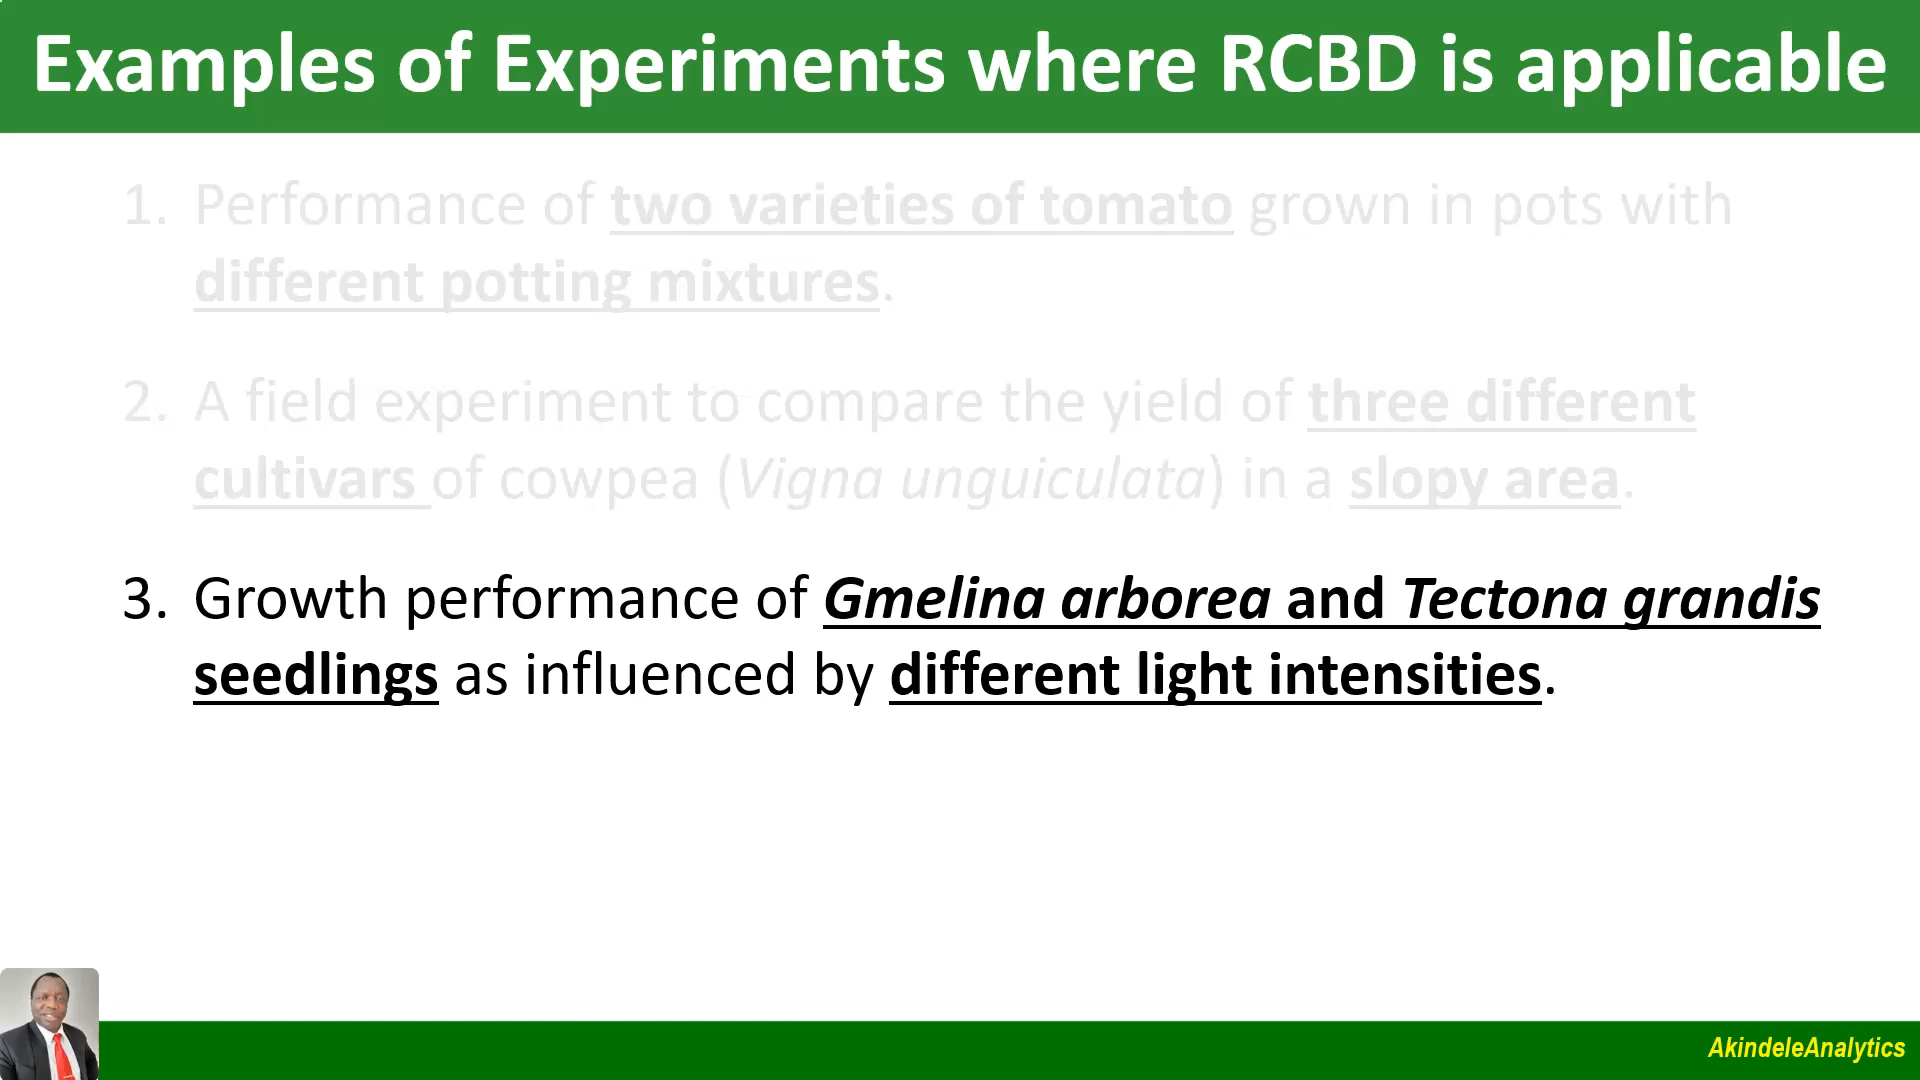 Examples of Experiments where RCBD is applicable
1. Performance of two varieties of tomato grown in pots with
different potting mixtures.
2. A field experiment to compare the yield of three different
cultivars of cowpea (Vigna unguiculata) in a slopy area.
3. Growth performance of Gmelina arborea and Tectona grandis
seedlings as influenced by different light intensities.
AkindeleAnalytics